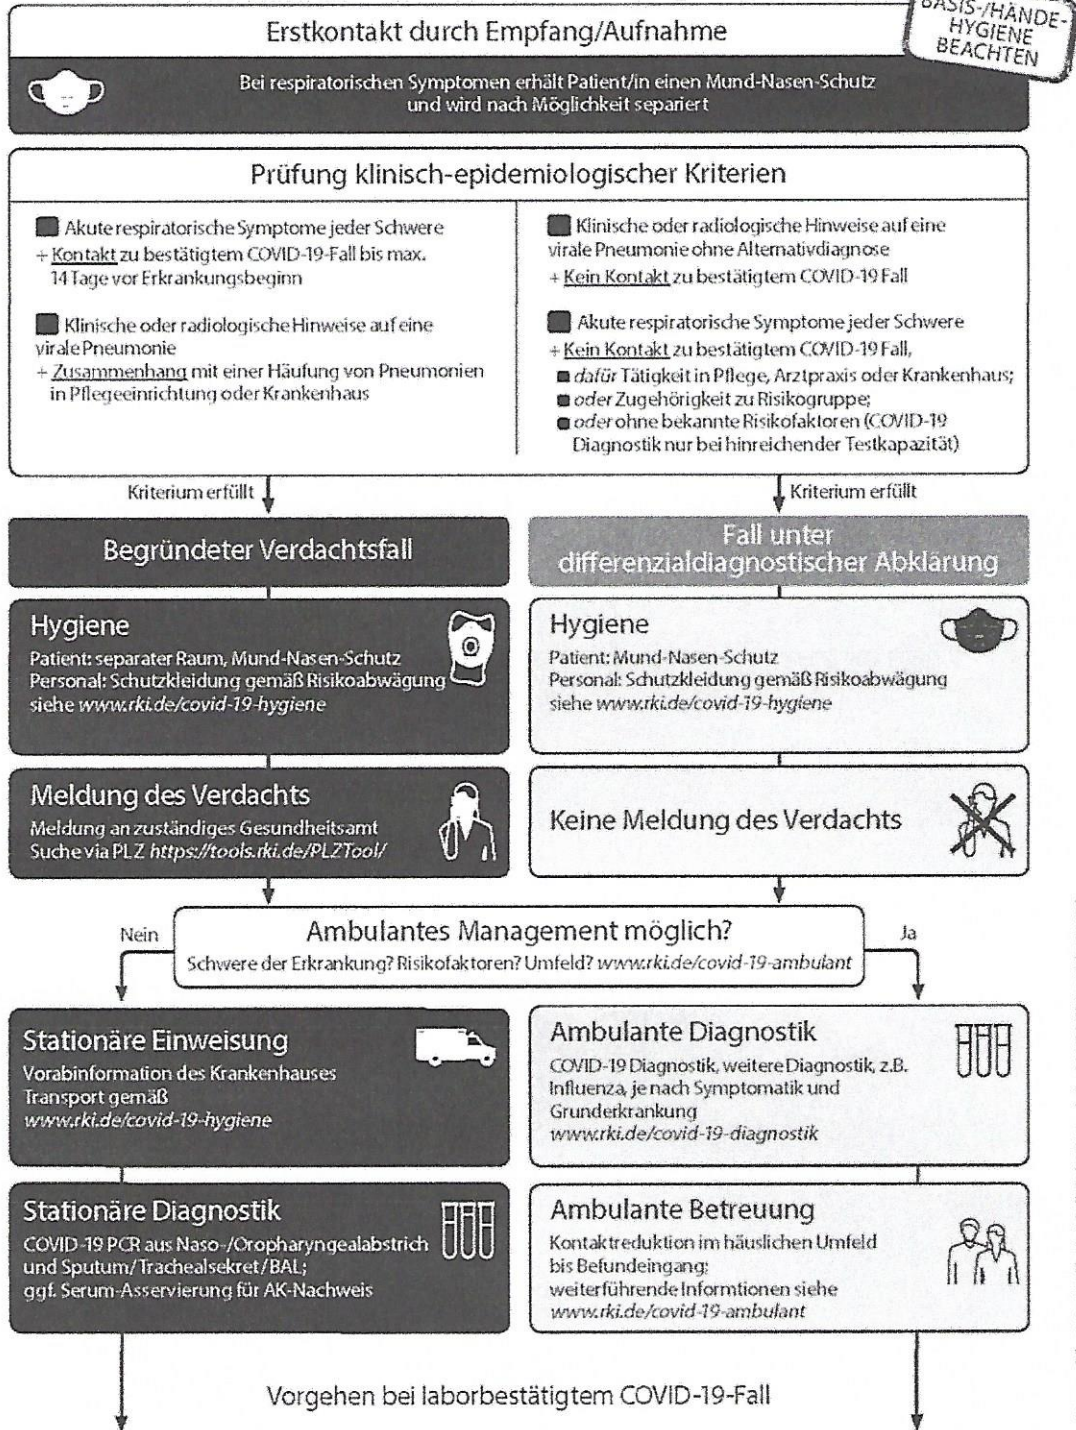 BASIS-/HÄNDE-
HYGIENE
BEACHTEN
Erstkontakt durch Empfang/Aufnahme
Bei respiratorischen Symptomen erhält Patient/in einen Mund-Nasen-Schutz
und wird nach Möglichkeit separiert
Prüfung klinisch-epidemiologischer Kriterien
Akute respiratorische Symptome jeder Schwere
+ Kontakt zu bestätigtem COVID-19-Fall bis max.
14 Tage vor Erkrankungsbeginn
Klinische oder radiologische Hinweise auf eine
virale Pneumonie
+ Zusammenhang mit einer Häufung von Pneumonien
in Pflegeeinrichtung oder Krankenhaus
Klinische oder radiologische Hinweise auf eine
virale Pneumonie ohne Alternativdiagnose
+ Kein Kontakt zu bestätigtem COVID-19 Fall
Akute respiratorische Symptome jeder Schwere
+ Kein Kontakt zu bestätigtem COVID-19 Fall,
dafür Tätigkeit in Pflege, Arztpraxis oder Krankenhaus;
oder Zugehörigkeit zu Risikogruppe;
oder ohne bekannte Risikofaktoren (COVID-19
Diagnostik nur bei hinreichender Testkapazität)
Kriterium erfüllt
Kriterium erfüllt
Begründeter Verdachtsfall
Fall unter
differenzialdiagnostischer Abklärung
Hygiene
Patient: separater Raum, Mund-Nasen-Schutz
Personal: Schutzkleidung gemäß Risikoabwägung
siehe www.rki.de/covid-19-hygiene
Hygiene
Patient: Mund-Nasen-Schutz
Personal: Schutzkleidung gemäß Risikoabwägung
siehe www.rki.de/covid-19-hygiene
Meldung des Verdachts
Meldung an zuständiges Gesundheitsamt
Suche via PLZ https://tools.rki.de/PLZTool/
Keine Meldung des Verdachts
Nein
Ambulantes Management möglich?
Schwere der Erkrankung? Risikofaktoren? Umfeld? www.rki.de/covid-19-ambulant
Ja
Stationäre Einweisung
Vorabinformation des Krankenhauses
Transport gemäß
www.rki.de/covid-19-hygiene
Ambulante Diagnostik
COVID-19 Diagnostik, weitere Diagnostik, z.B.
Influenza, je nach Symptomatik und
Grunderkrankung
www.rki.de/covid-19-diagnostik
Stationäre Diagnostik
COVID-19 PCR aus Naso-/Oropharyngealabstrich
und Sputum/Trachealsekret/BAL;
ggf. Serum-Asservierung für AK-Nachweis
Ambulante Betreuung
Kontaktreduktion im häuslichen Umfeld
bis Befundeingang;
weiterführende Informtionen siehe
www.rki.de/covid-19-ambulant
Vorgehen bei laborbestätigtem COVID-19-Fall